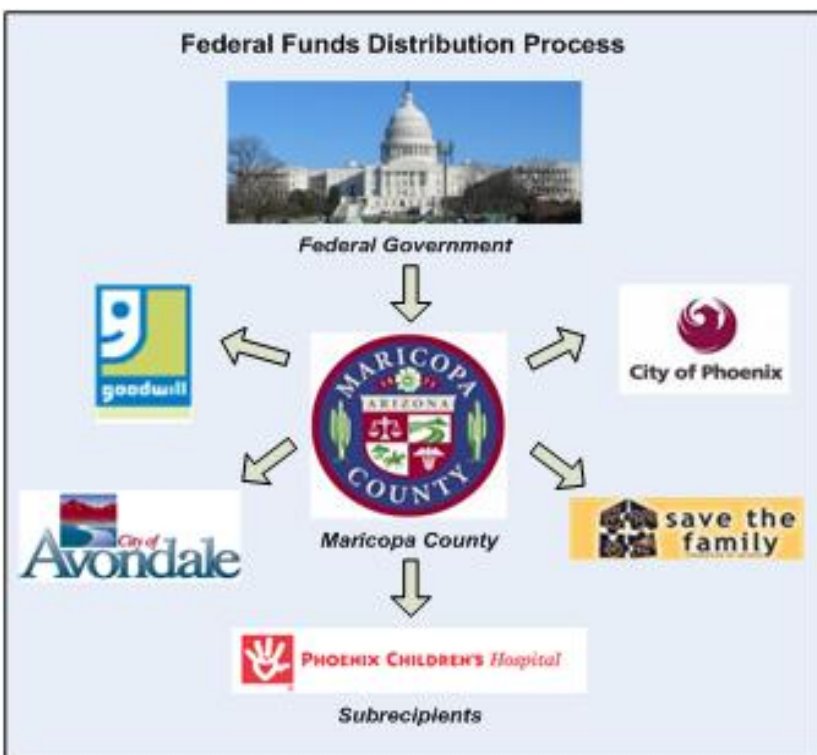 Federal Funds Distribution Process
Federal Government
goodwill
MARICOPA
ARIZONA
COUNTY
City of Phoenix
City of
Avondale
Maricopa County
save the
family
PHOENIX CHILDREN'S Hospital
Subrecipients